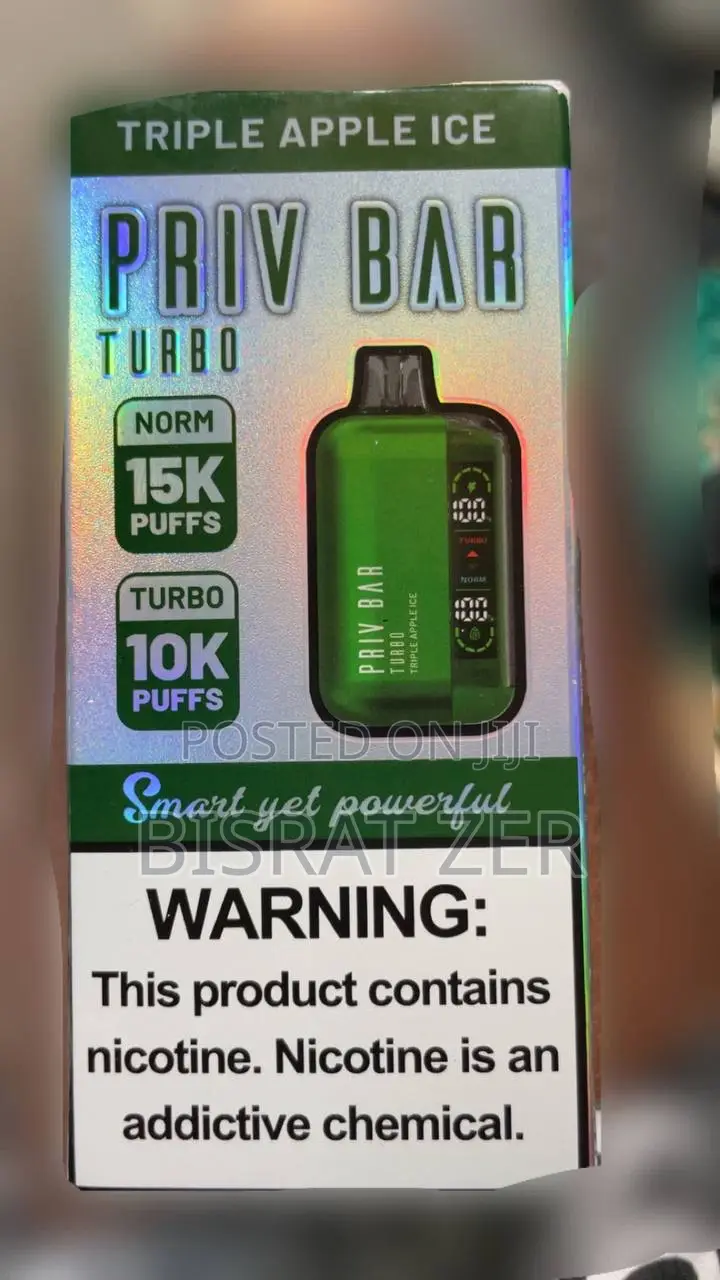 TRIPLE APPLE ICE
PRIV BAR
TURBO
NORM
15K
PUFFS
TURBO
10K
PUFFS
100%
TURBO
NORM
100%
PRIV BAR
TURBO
TRIPLE APPLE ICE
POSTED ON JIJI
Smart yet powerful
BISRAT ZER
WARNING:
This product contains
nicotine. Nicotine is an
addictive chemical.